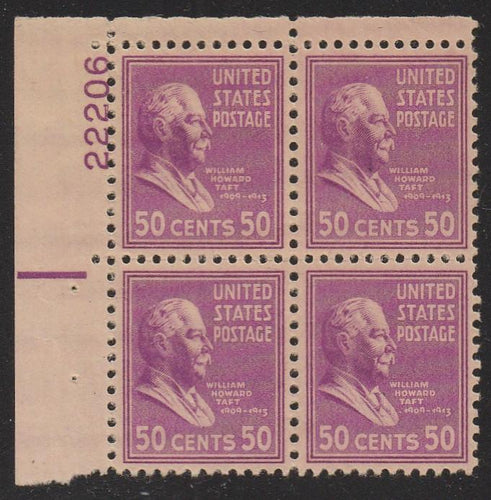 22206
UNITED
STATES
POSTAGE
WILLIAM
HOWARD
TAFT
1909-1913
50 CENTS 50
UNITED
STATES
POSTAGE
WILLIAM
HOWARD
TAFT
1909-1913
50 CENTS 50
UNITED
STATES
POSTAGE
WILLIAM
HOWARD
TAFT
1909-1913
50 CENTS 50
UNITED
STATES
POSTAGE
WILLIAM
HOWARD
TAFT
1909-1913
50 CENTS 50